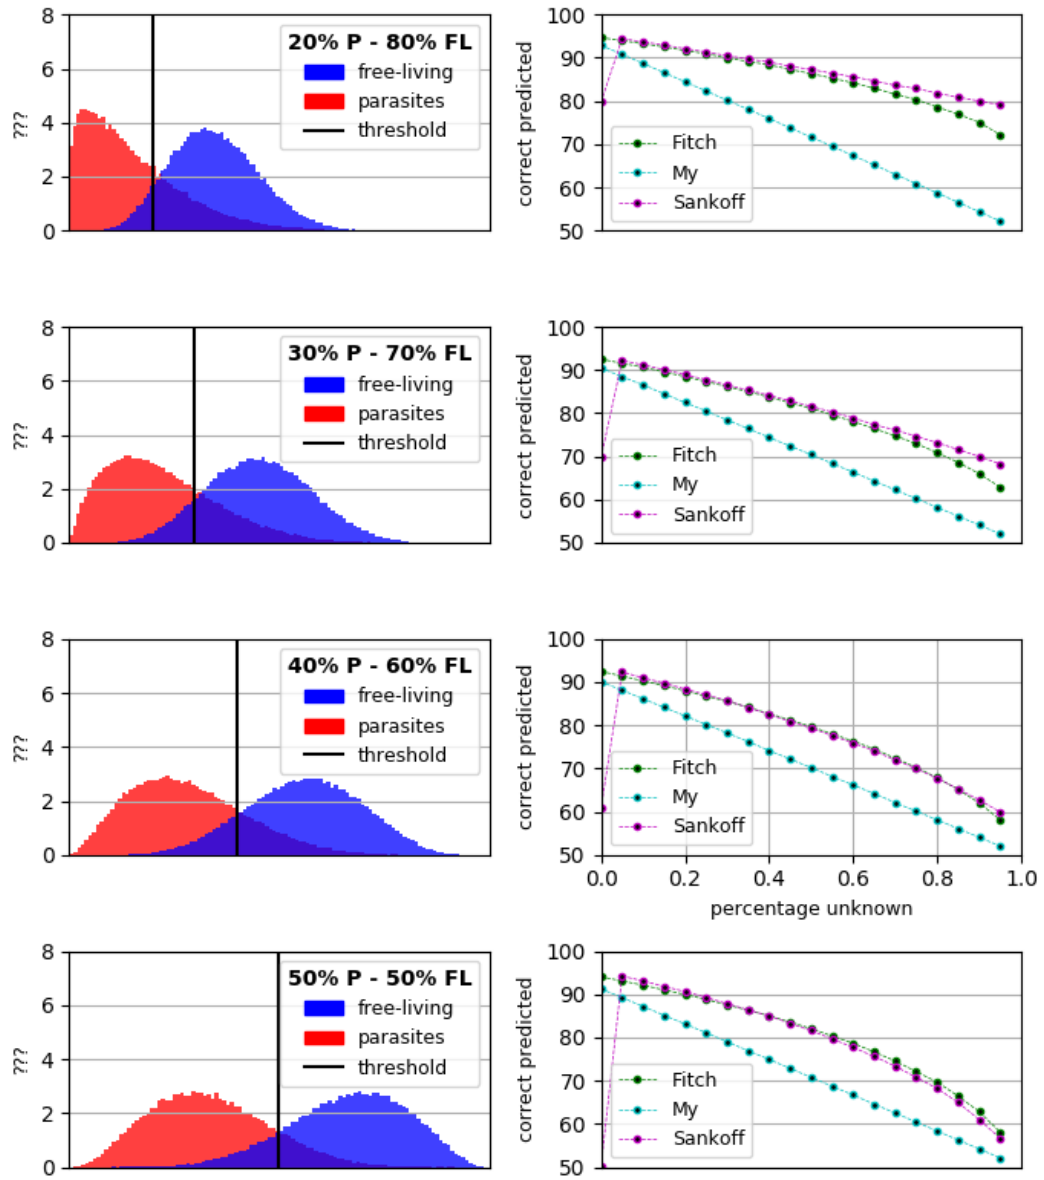 8
6
4
2
0
???
20% P - 80% FL
free-living
parasites
threshold
100
90
80
70
60
50
correct predicted
Fitch
My
Sankoff
8
6
4
2
0
???
30% P - 70% FL
free-living
parasites
threshold
100
90
80
70
60
50
correct predicted
Fitch
My
Sankoff
8
6
4
2
0
???
40% P - 60% FL
free-living
parasites
threshold
100
90
80
70
60
50
correct predicted
Fitch
My
Sankoff
0.0 0.2 0.4 0.6 0.8 1.0
percentage unknown
8
6
4
2
0
???
50% P - 50% FL
free-living
parasites
threshold
100
90
80
70
60
50
correct predicted
Fitch
My
Sankoff